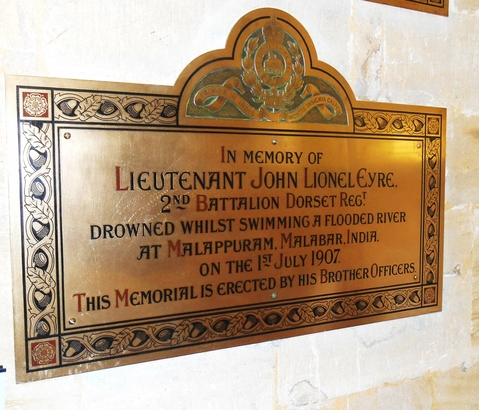 IN MEMORY OF
LIEUTENANT JOHN LIONEL EYRE,
2ND BATTALION DORSET REGT
DROWNED WHILST SWIMMING A FLOODED RIVER
AT MALAPPURAM, MALABAR, INDIA.
ON THE 1ST JULY 1907.
THIS MEMORIAL IS ERECTED BY HIS BROTHER OFFICERS.